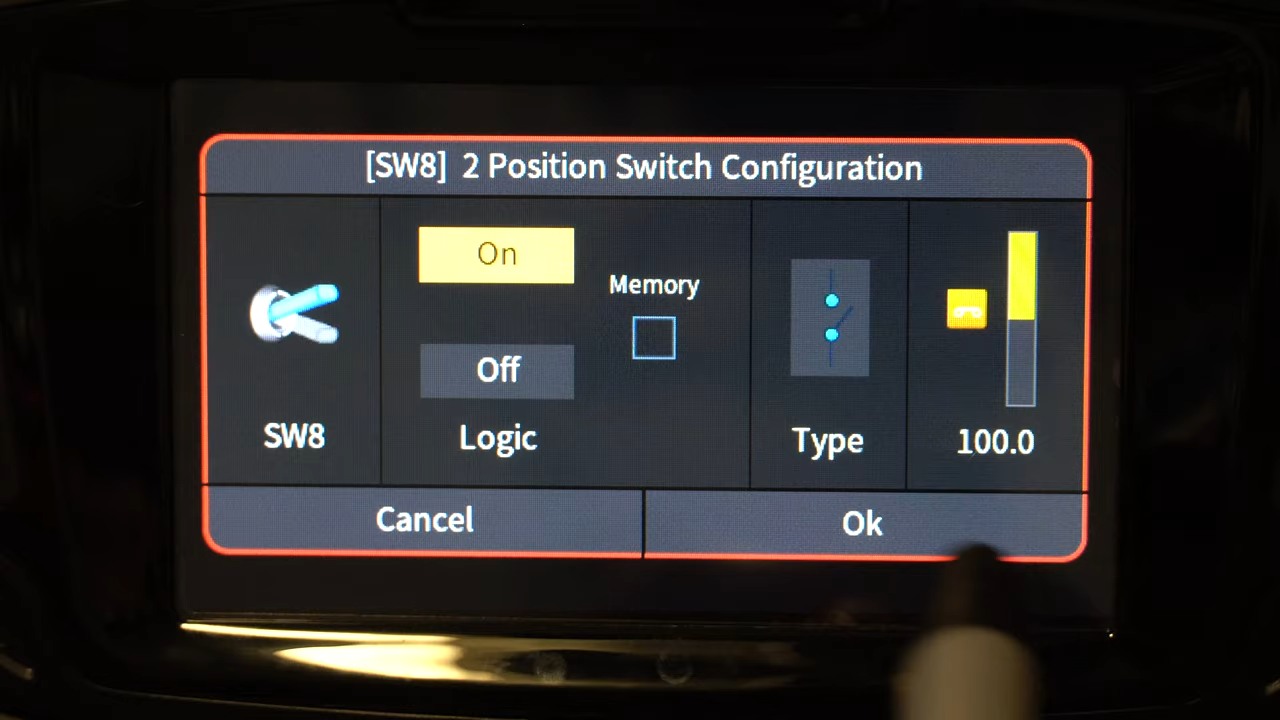 [SW8] 2 Position Switch Configuration
On
Memory
Off
SW8
Logic
Type
100.0
Cancel
Ok